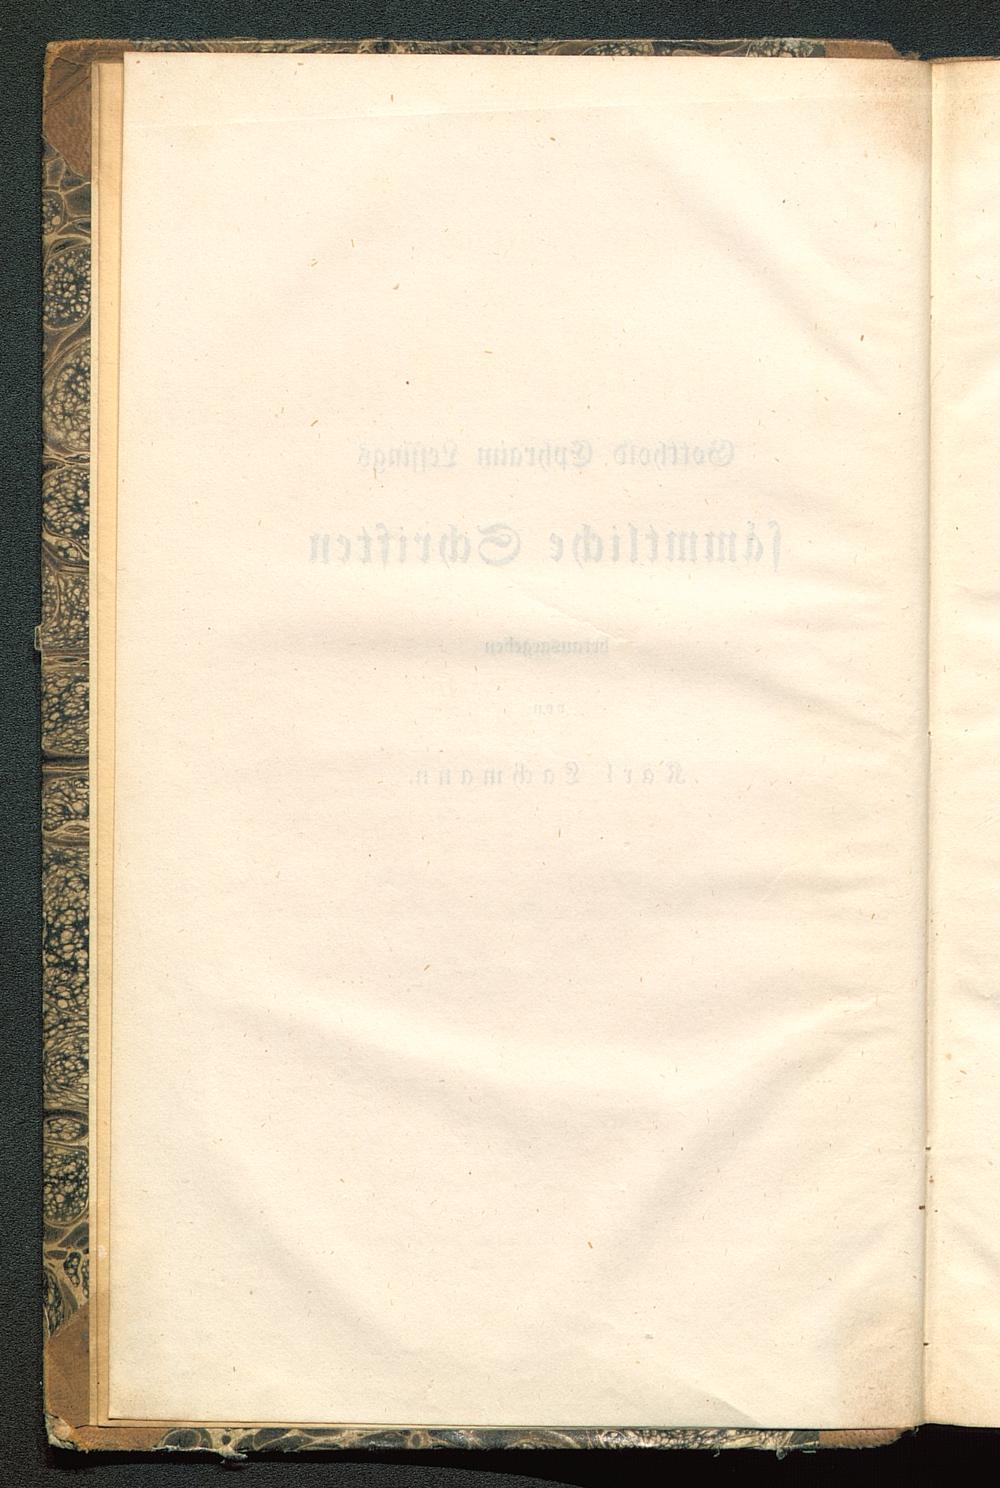 Gotthold Ephraim Lessings
sämmtliche Schriften
herausgegeben
von
Karl Lachmann.